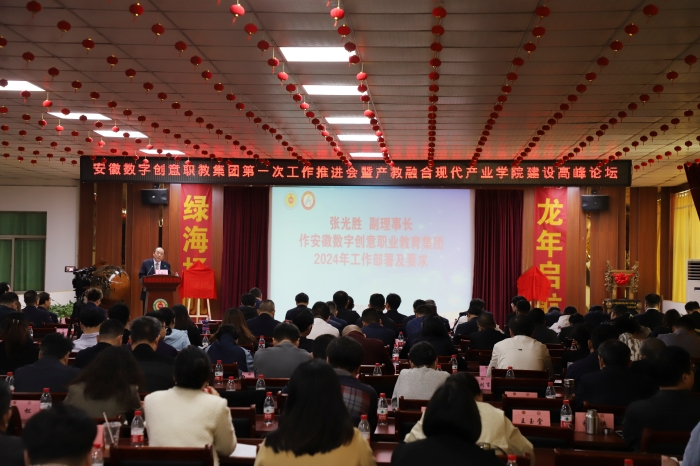 安徽数字创意职教集团第一次工作推进会暨产教融合现代产业学院建设高峰论坛
张光胜 副理事长
作安徽数字创意职业教育集团
2024年工作部署及要求
绿海
龙年启航